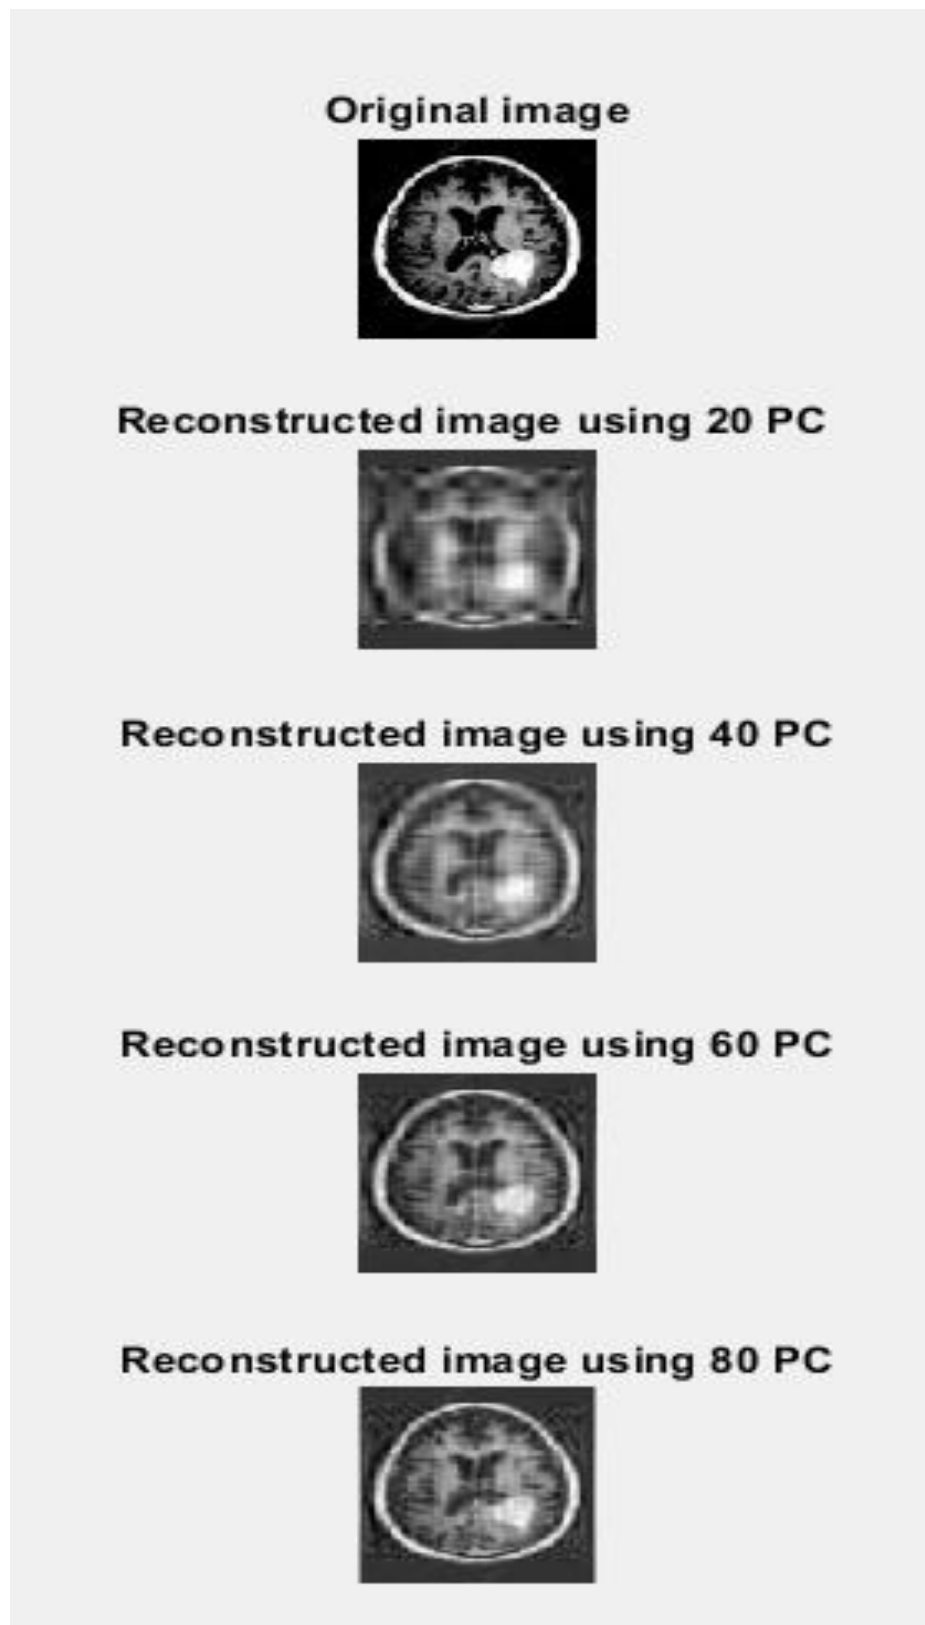 Original image
Reconstructed image using 20 PC
Reconstructed image using 40 PC
Reconstructed image using 60 PC
Reconstructed image using 80 PC